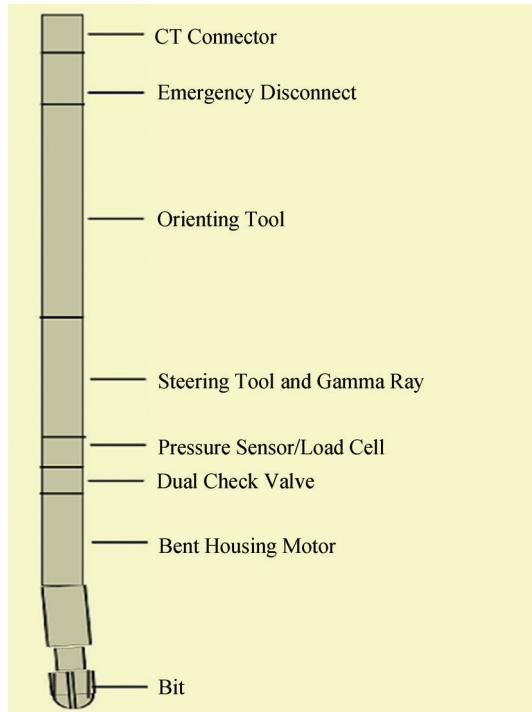 CT Connector
Emergency Disconnect
Orienting Tool
Steering Tool and Gamma Ray
Pressure Sensor/Load Cell
Dual Check Valve
Bent Housing Motor
Bit